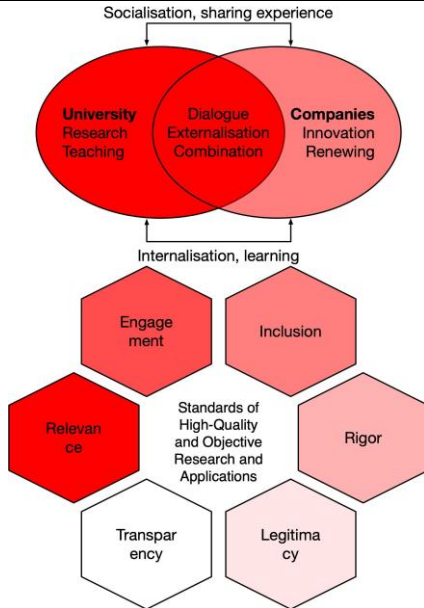 Socialisation, sharing experience
University
Research
Teaching
Dialogue
Externalisation
Combination
Companies
Innovation
Renewing
Internalisation, learning
Engage
ment
Inclusion
Relevan
ce
Standards of
High-Quality
and Objective
Research and
Applications
Rigor
Transpar
ency
Legitima
cy